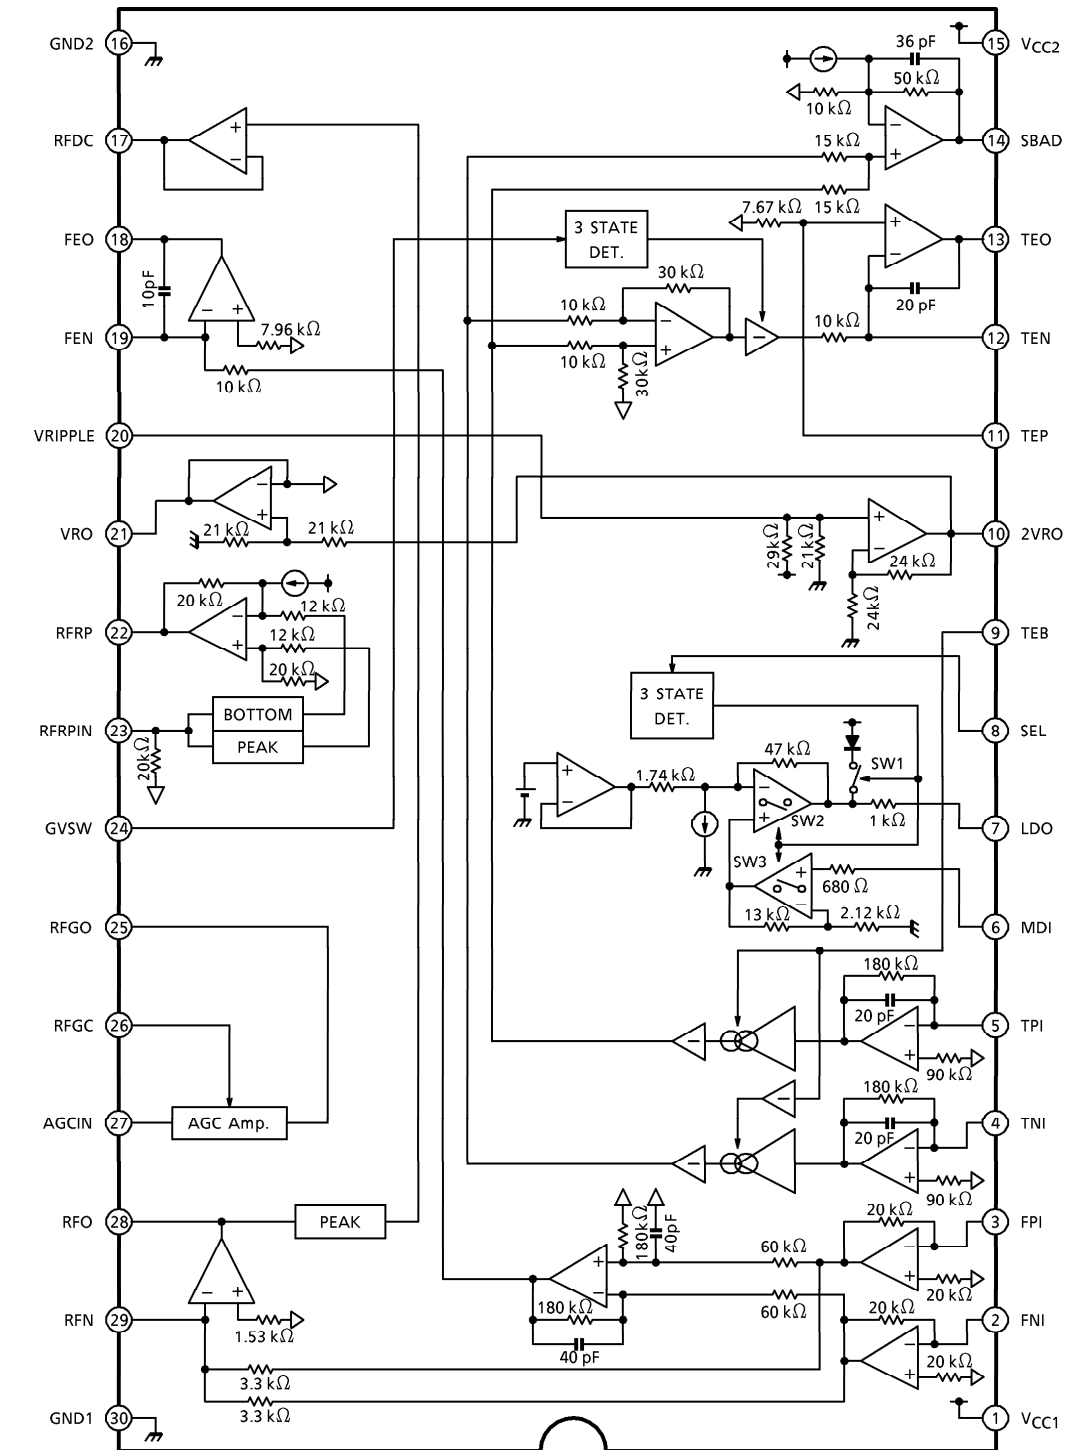 GND2 16
15 VCC2
36 pF
50 kΩ
10 kΩ
RFDC 17
+
−
−
+
14 SBAD
15 kΩ
15 kΩ
7.67 kΩ
3 STATE
DET.
+
−
13 TEO
FEO 18
10pF
− +
7.96 kΩ
20 pF
30 kΩ
10 kΩ
−
+
10 kΩ
30kΩ
−
10 kΩ
FEN 19
12 TEN
10 kΩ
VRIPPLE 20
11 TEP
−
+
VRO 21
21 kΩ
21 kΩ
29kΩ
21kΩ
+
−
10 2VRO
24 kΩ
24kΩ
20 kΩ
12 kΩ
RFRP 22
−
+
12 kΩ
20 kΩ
9 TEB
3 STATE
DET.
BOTTOM
PEAK
RFRPIN 23
20kΩ
8 SEL
47 kΩ
SW1
+
−
1.74 kΩ
−
+
SW2
1 kΩ
GVSW 24
7 LDO
SW3
+
−
680 Ω
13 kΩ
2.12 kΩ
RFGO 25
6 MDI
180 kΩ
20 pF
RFGC 26
−
−
+
5 TPI
90 kΩ
−
180 kΩ
AGCIN 27
AGC Amp.
20 pF
4 TNI
−
−
+
90 kΩ
RFO 28
PEAK
180kΩ
40pF
20 kΩ
3 FPI
60 kΩ
−
+
20 kΩ
− +
+
−
60 kΩ
RFN 29
1.53 kΩ
180 kΩ
20 kΩ
2 FNI
40 pF
−
+
20 kΩ
3.3 kΩ
3.3 kΩ
GND1 30
1 VCC1